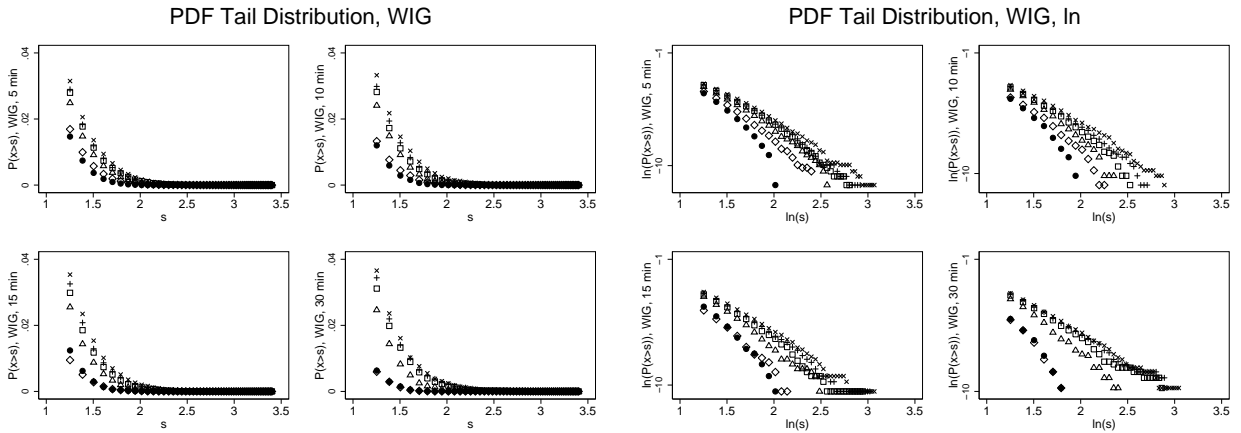 PDF Tail Distribution, WIG
P(x>s), WIG, 5 min
0 .02 .04
1 1.5 2 2.5 3 3.5
s
P(x>s), WIG, 10 min
0 .02 .04
1 1.5 2 2.5 3 3.5
s
P(x>s), WIG, 15 min
0 .02 .04
1 1.5 2 2.5 3 3.5
s
P(x>s), WIG, 30 min
0 .02 .04
1 1.5 2 2.5 3 3.5
s
PDF Tail Distribution, WIG, ln
ln(P(x>s)), WIG, 5 min
−10 −1
1 1.5 2 2.5 3 3.5
ln(s)
ln(P(x>s)), WIG, 10 min
−10 −1
1 1.5 2 2.5 3 3.5
ln(s)
ln(P(x>s)), WIG, 15 min
−10 −1
1 1.5 2 2.5 3 3.5
ln(s)
ln(P(x>s)), WIG, 30 min
−10 −1
1 1.5 2 2.5 3 3.5
ln(s)